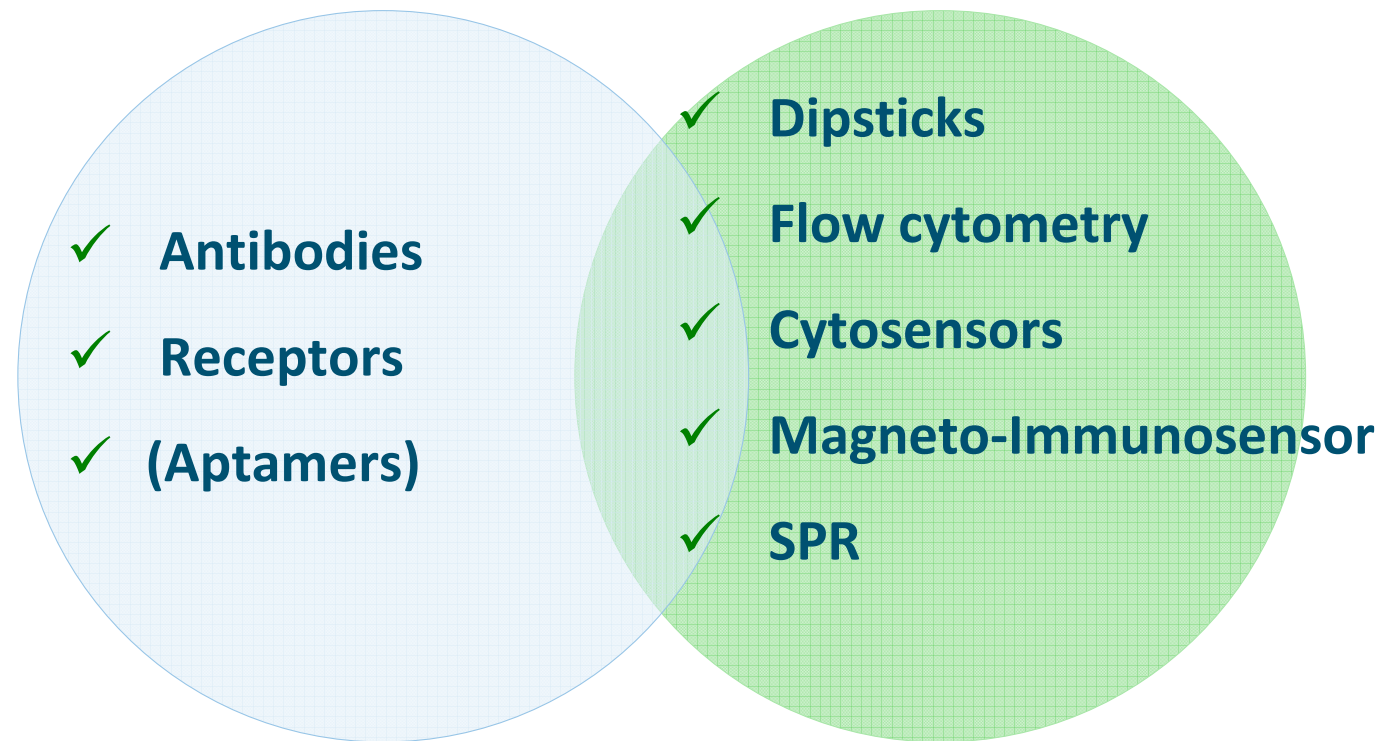 ✓ Antibodies
✓ Receptors
✓ (Aptamers)
✓ Dipsticks
✓ Flow cytometry
✓ Cytosensors
✓ Magneto-Immunosensor
✓ SPR